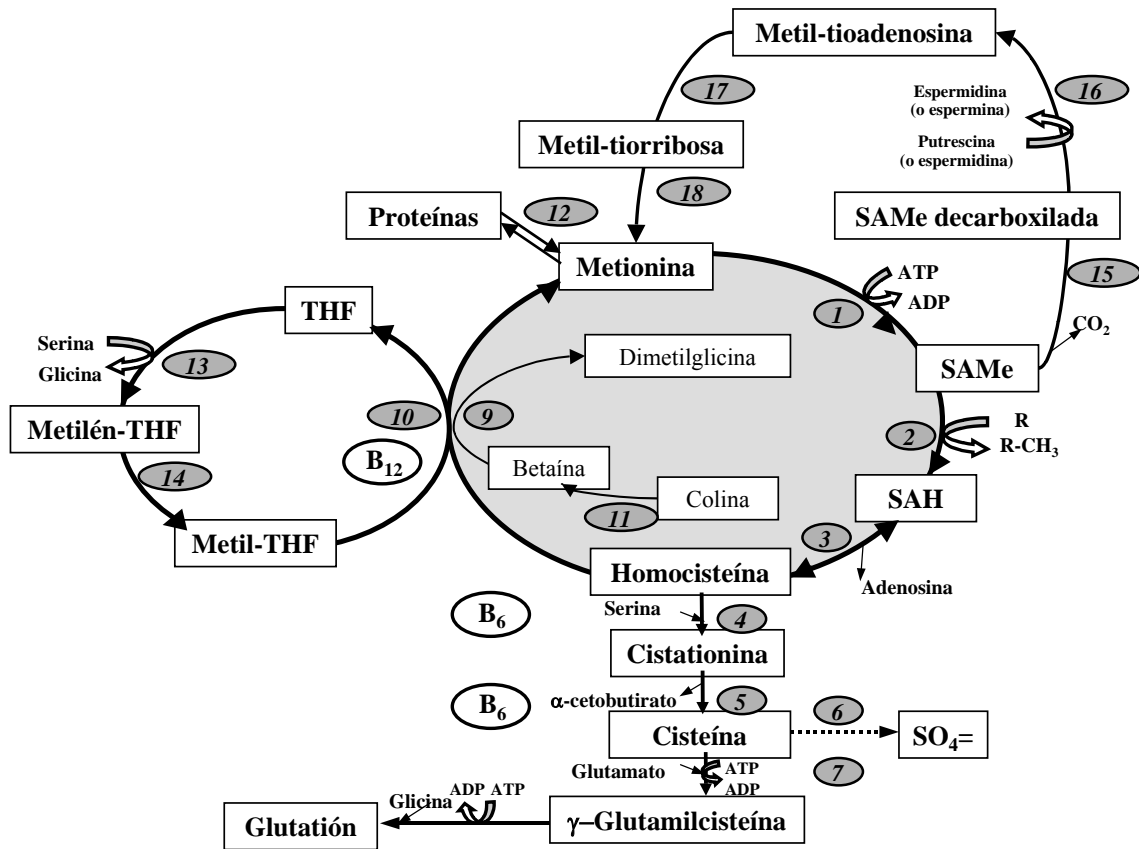 Metil-tioadenosina
17
16
Espermidina
(o espermina)
Putrescina
(o espermidina)
Metil-tiorribosa
18
Proteínas
12
SAMe decarboxilada
Metionina
ATP
ADP
15
1
CO2
THF
Serina
Glicina
13
Dimetilglicina
SAMe
Metilén-THF
10
9
2
R
R-CH3
B12
Betaína
14
Colina
SAH
11
Metil-THF
3
Homocisteína
Adenosina
B6
Serina
4
Cistationina
B6
α-cetobutirato
5
6
Cisteína
SO4=
Glutamato
ATP
ADP
7
Glicina
ADP
ATP
Glutatión
γ–Glutamilcisteína